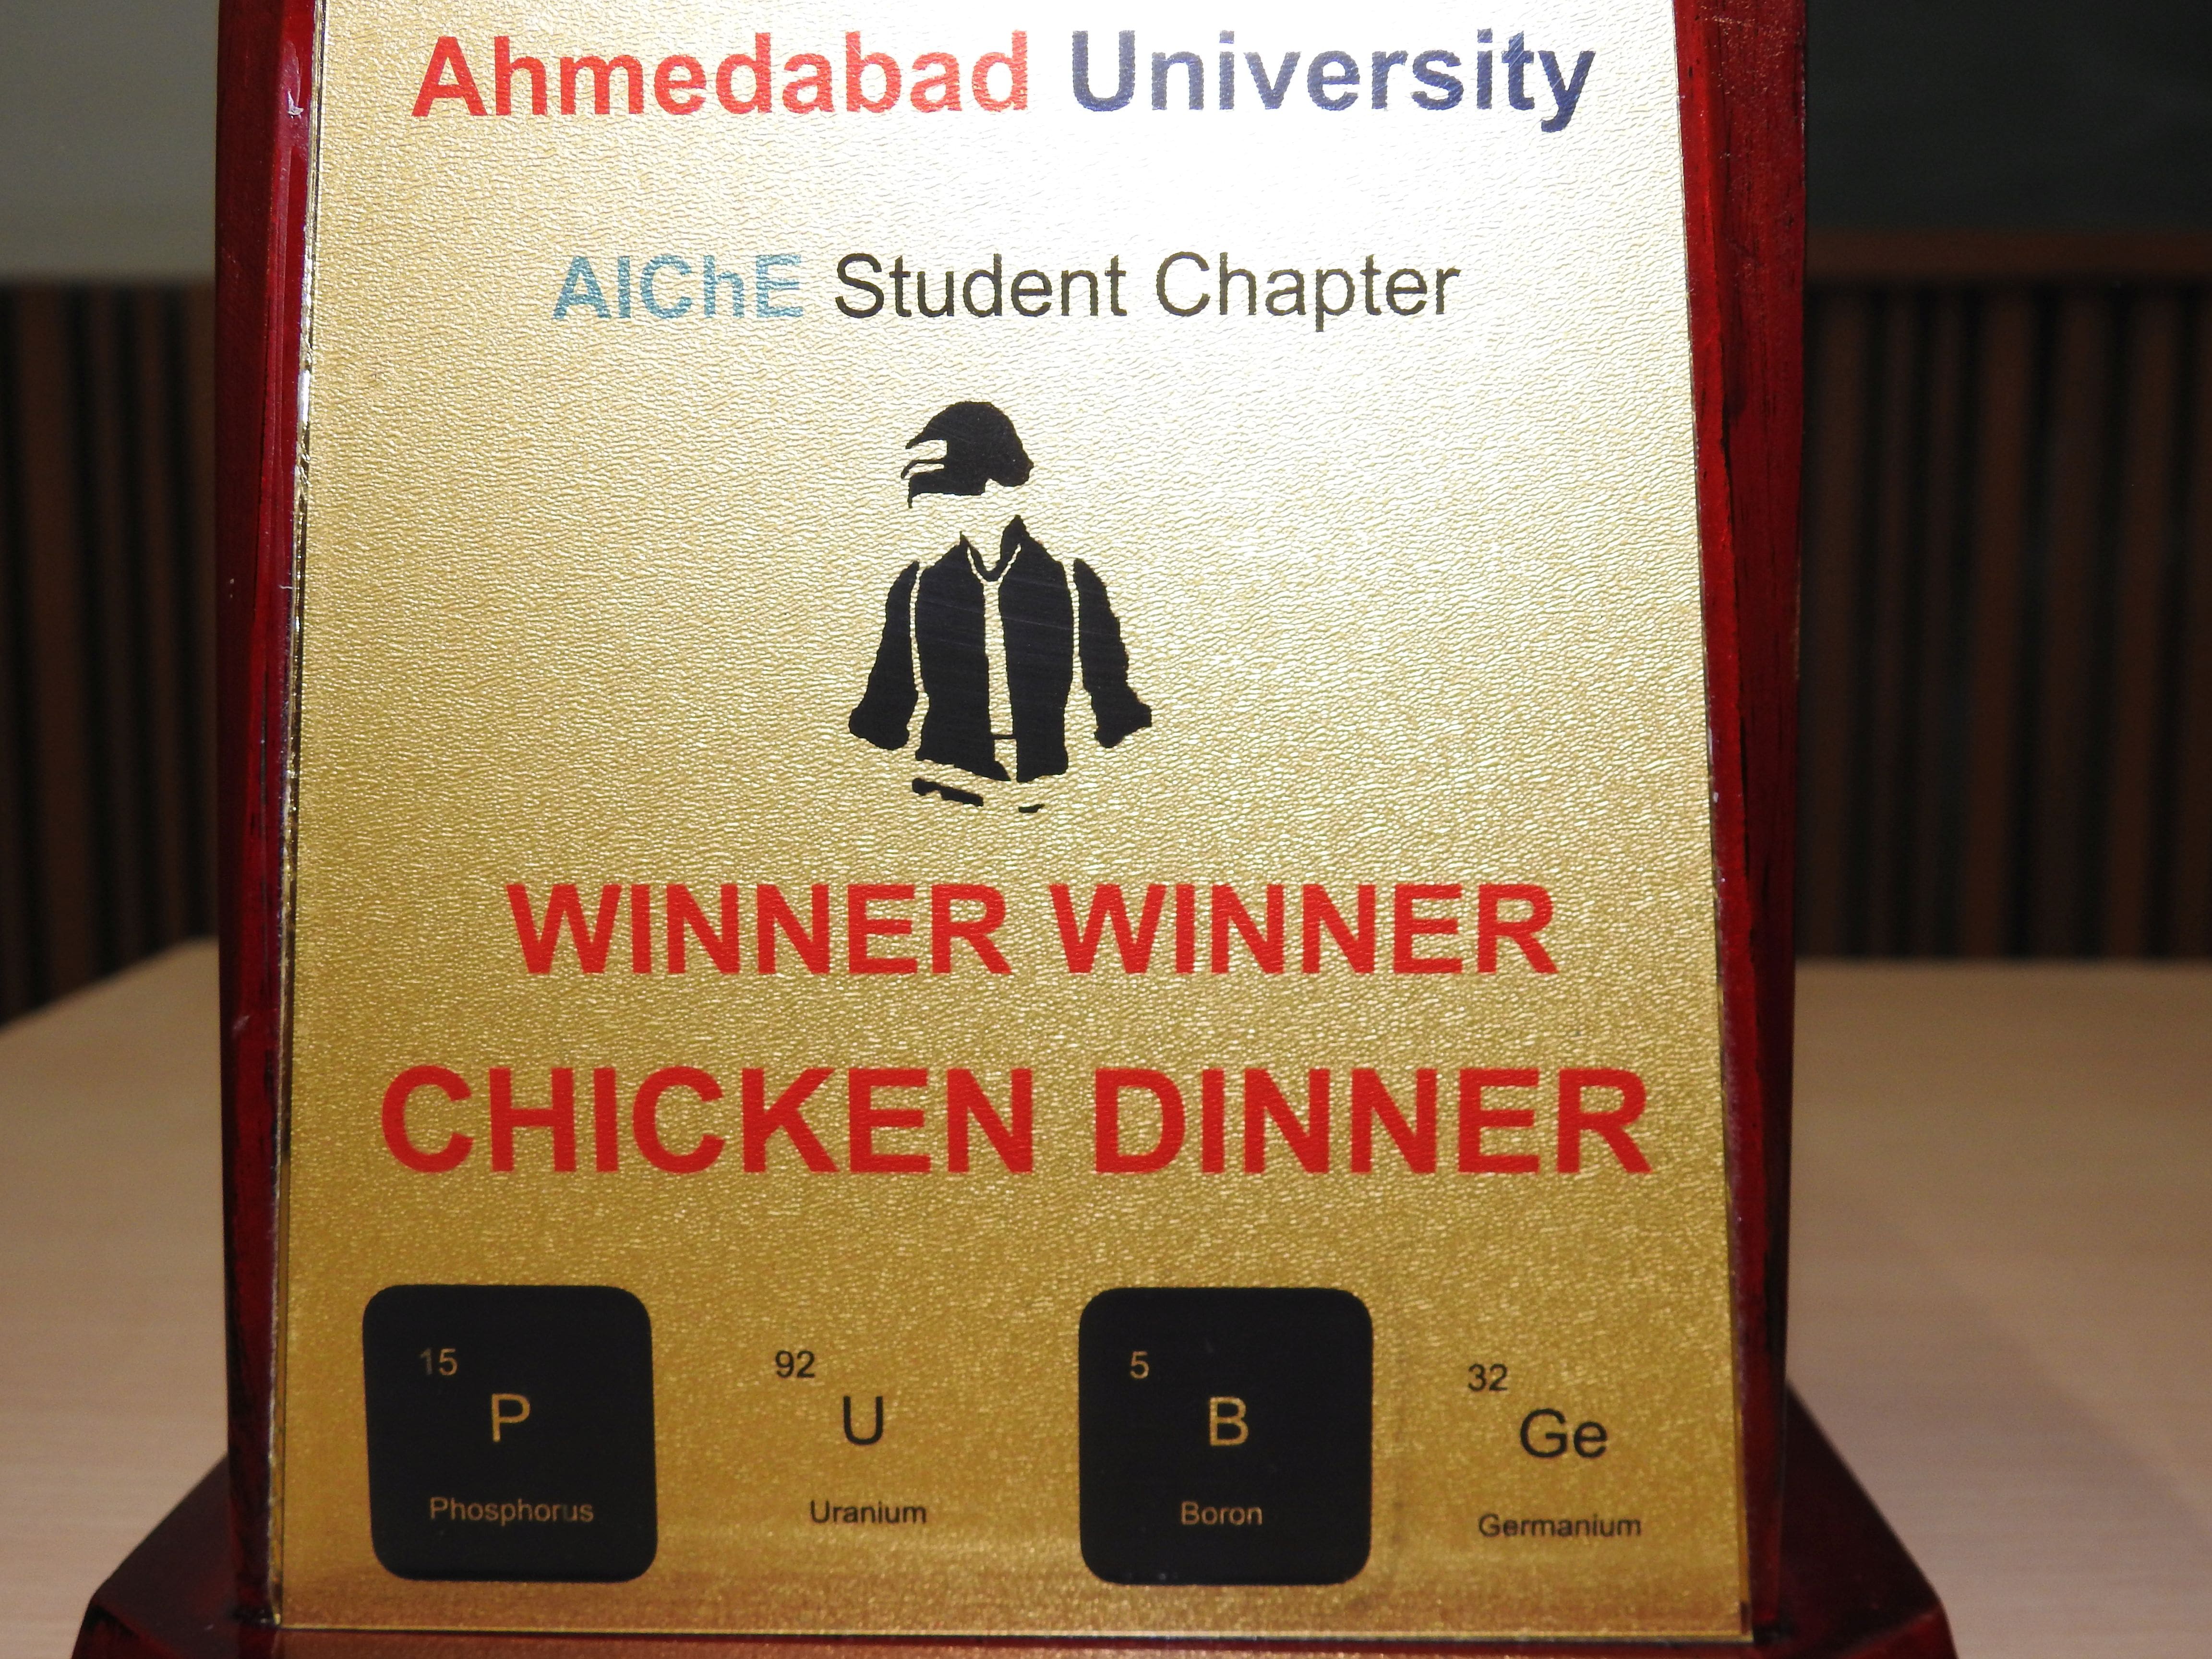 Ahmedabad University
AIChE Student Chapter
WINNER WINNER
CHICKEN DINNER
15 92 5 32
P U B Ge
Phosphorus Uranium Boron Germanium